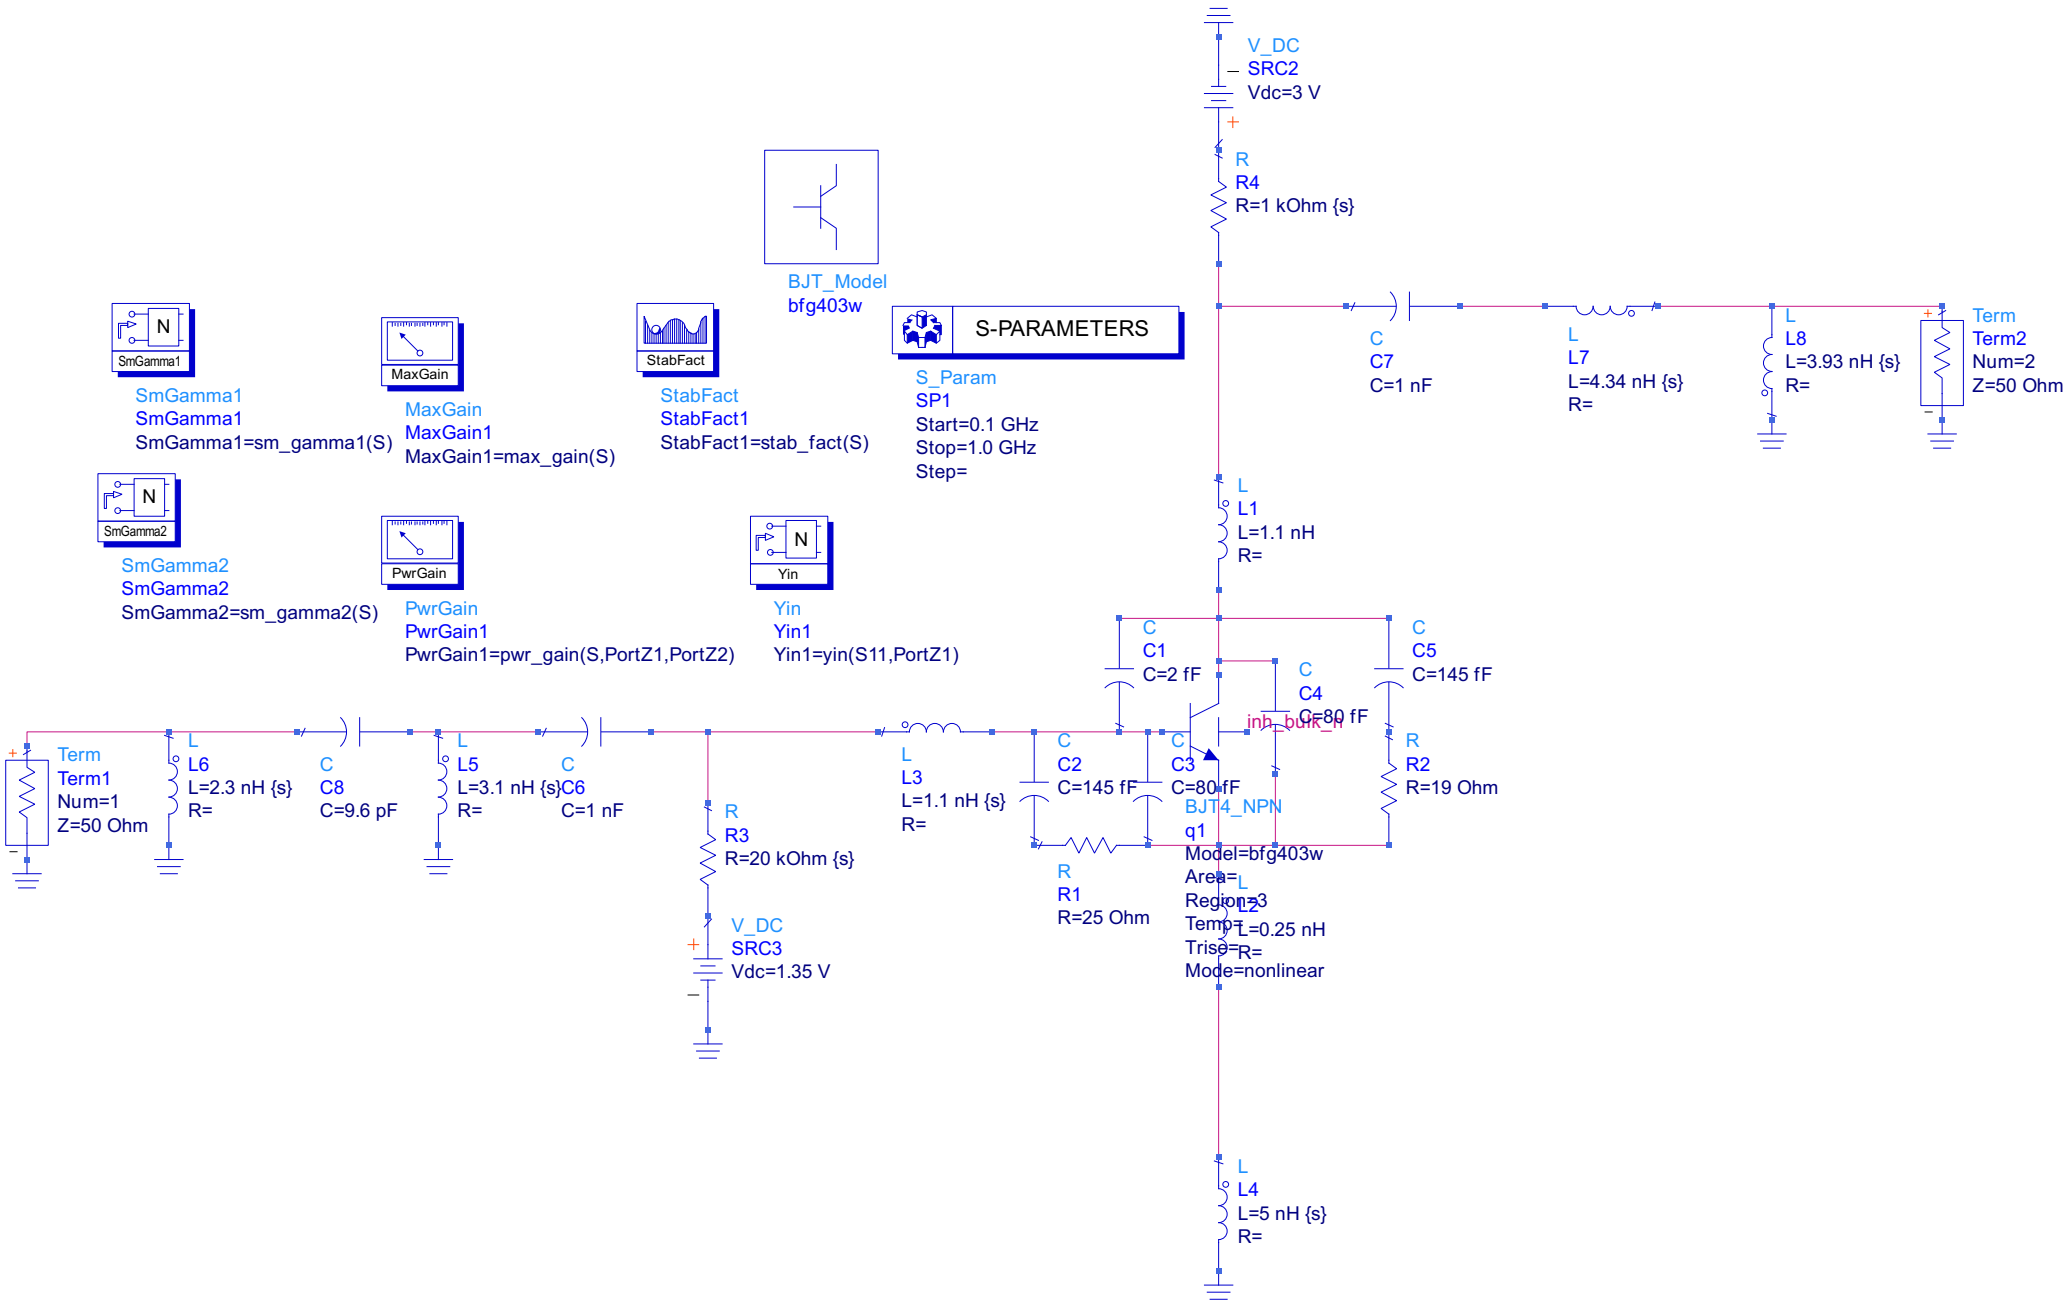 V_DC
SRC2
Vdc=3 V
−
+
R
R4
R=1 kOhm {s}
BJT_Model
bfg403w
N
SmGamma1
SmGamma1
SmGamma1
SmGamma1=sm_gamma1(S)
MaxGain
MaxGain
MaxGain1
MaxGain1=max_gain(S)
StabFact
StabFact
StabFact1
StabFact1=stab_fact(S)
S-PARAMETERS
S_Param
SP1
Start=0.1 GHz
Stop=1.0 GHz
Step=
C
C7
C=1 nF
L
L7
L=4.34 nH {s}
R=
L
L8
L=3.93 nH {s}
R=
+
−
Term
Term2
Num=2
Z=50 Ohm
N
SmGamma2
SmGamma2
SmGamma2
SmGamma2=sm_gamma2(S)
PwrGain
PwrGain
PwrGain1
PwrGain1=pwr_gain(S,PortZ1,PortZ2)
N
Yin
Yin
Yin1
Yin1=yin(S11,PortZ1)
L
L1
L=1.1 nH
R=
C
C1
C=2 fF
C
C4
C=80 fF
inh_bulk_n
C
C5
C=145 fF
R
R2
R=19 Ohm
+
−
Term
Term1
Num=1
Z=50 Ohm
L
L6
L=2.3 nH {s}
R=
C
C8
C=9.6 pF
L
L5
L=3.1 nH {s}
R=
C
C6
C=1 nF
R
R3
R=20 kOhm {s}
+
−
V_DC
SRC3
Vdc=1.35 V
L
L3
L=1.1 nH {s}
R=
C
C2
C=145 fF
C
C3
C=80 fF
R
R1
R=25 Ohm
BJT4_NPN
q1
Model=bfg403w
Area=
Region=3
Temp=
Trise=
Mode=nonlinear
L
L2
L=0.25 nH
R=
L
L4
L=5 nH {s}
R=